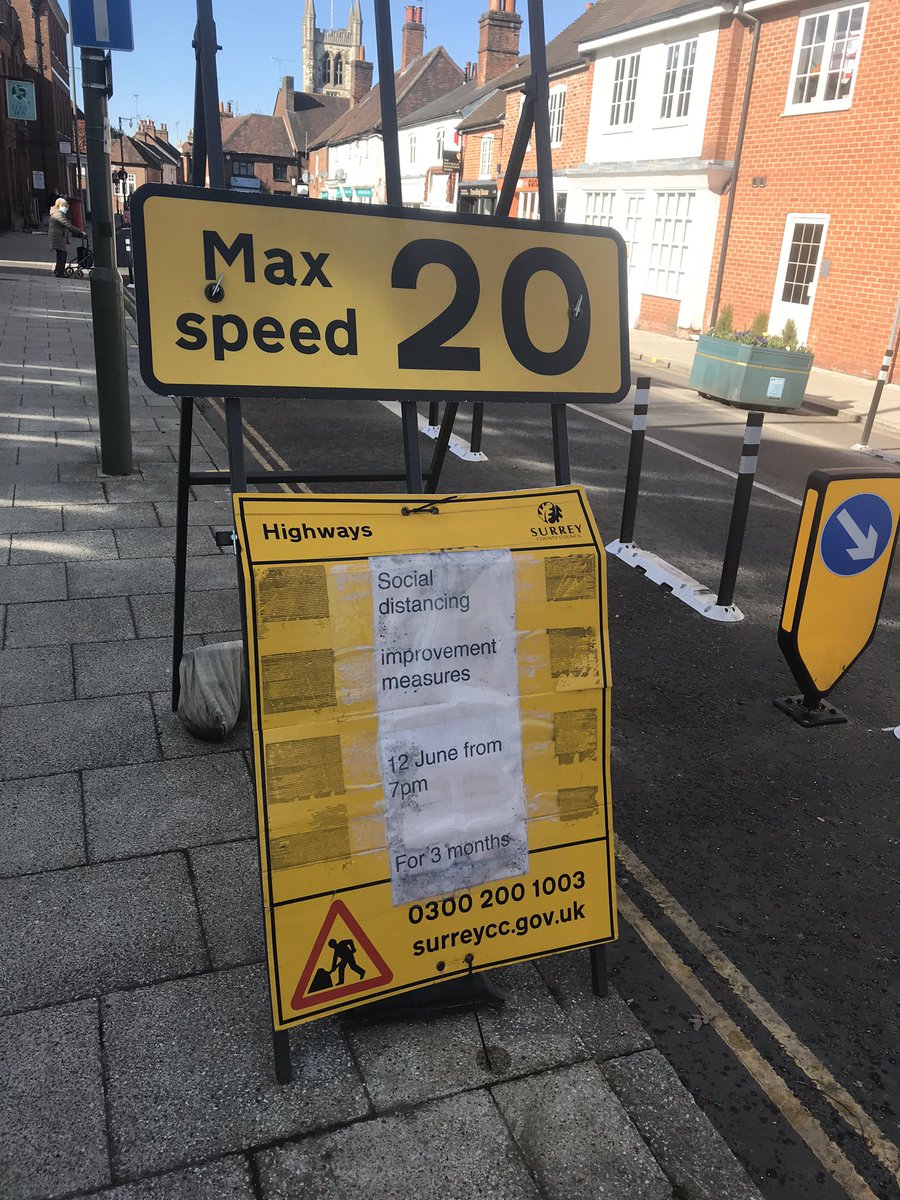 Max
speed
20
Highways
SURREY
COUNTY COUNCIL
Social
distancing
improvement
measures
12 June from
7pm
For 3 months
0300 200 1003
surreycc.gov.uk